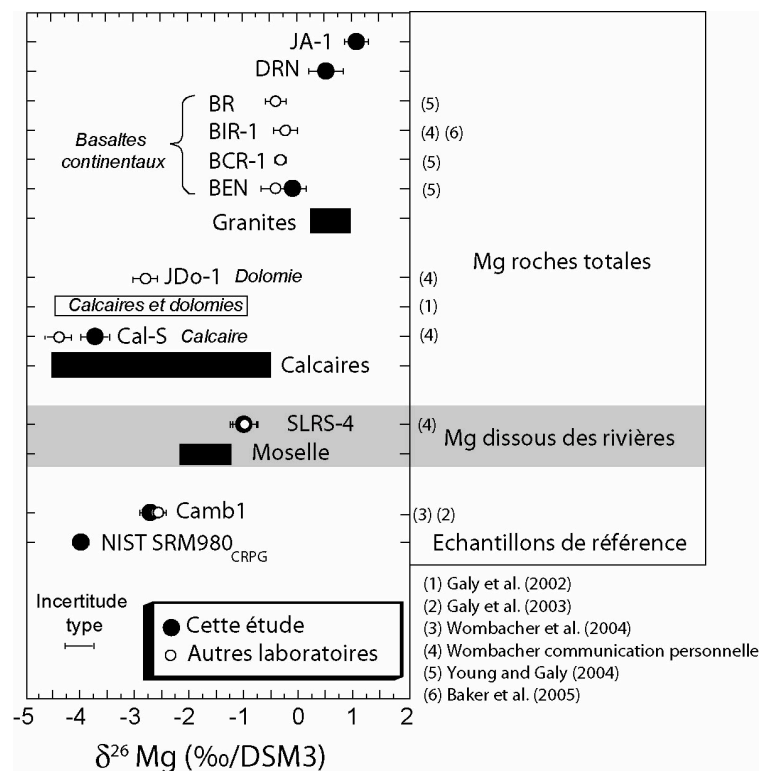 JA-1
DRN
BR (5)
BIR-1 (4) (6)
Basaltes
continentaux
BCR-1 (5)
BEN (5)
Granites
Mg roches totales
JDo-1 Dolomie (4)
Calcaires et dolomies (1)
Cal-S Calcaire (4)
Calcaires
SLRS-4 (4)
Mg dissous des rivières
Moselle
Camb1 (3) (2)
NIST SRM980CRPG Echantillons de référence
Incertitude
type
Cette étude
Autres laboratoires
(1) Galy et al. (2002)
(2) Galy et al. (2003)
(3) Wombacher et al. (2004)
(4) Wombacher communication personnelle
(5) Young and Galy (2004)
(6) Baker et al. (2005)
-5 -4 -3 -2 -1 0 1 2
δ26 Mg (‰/DSM3)